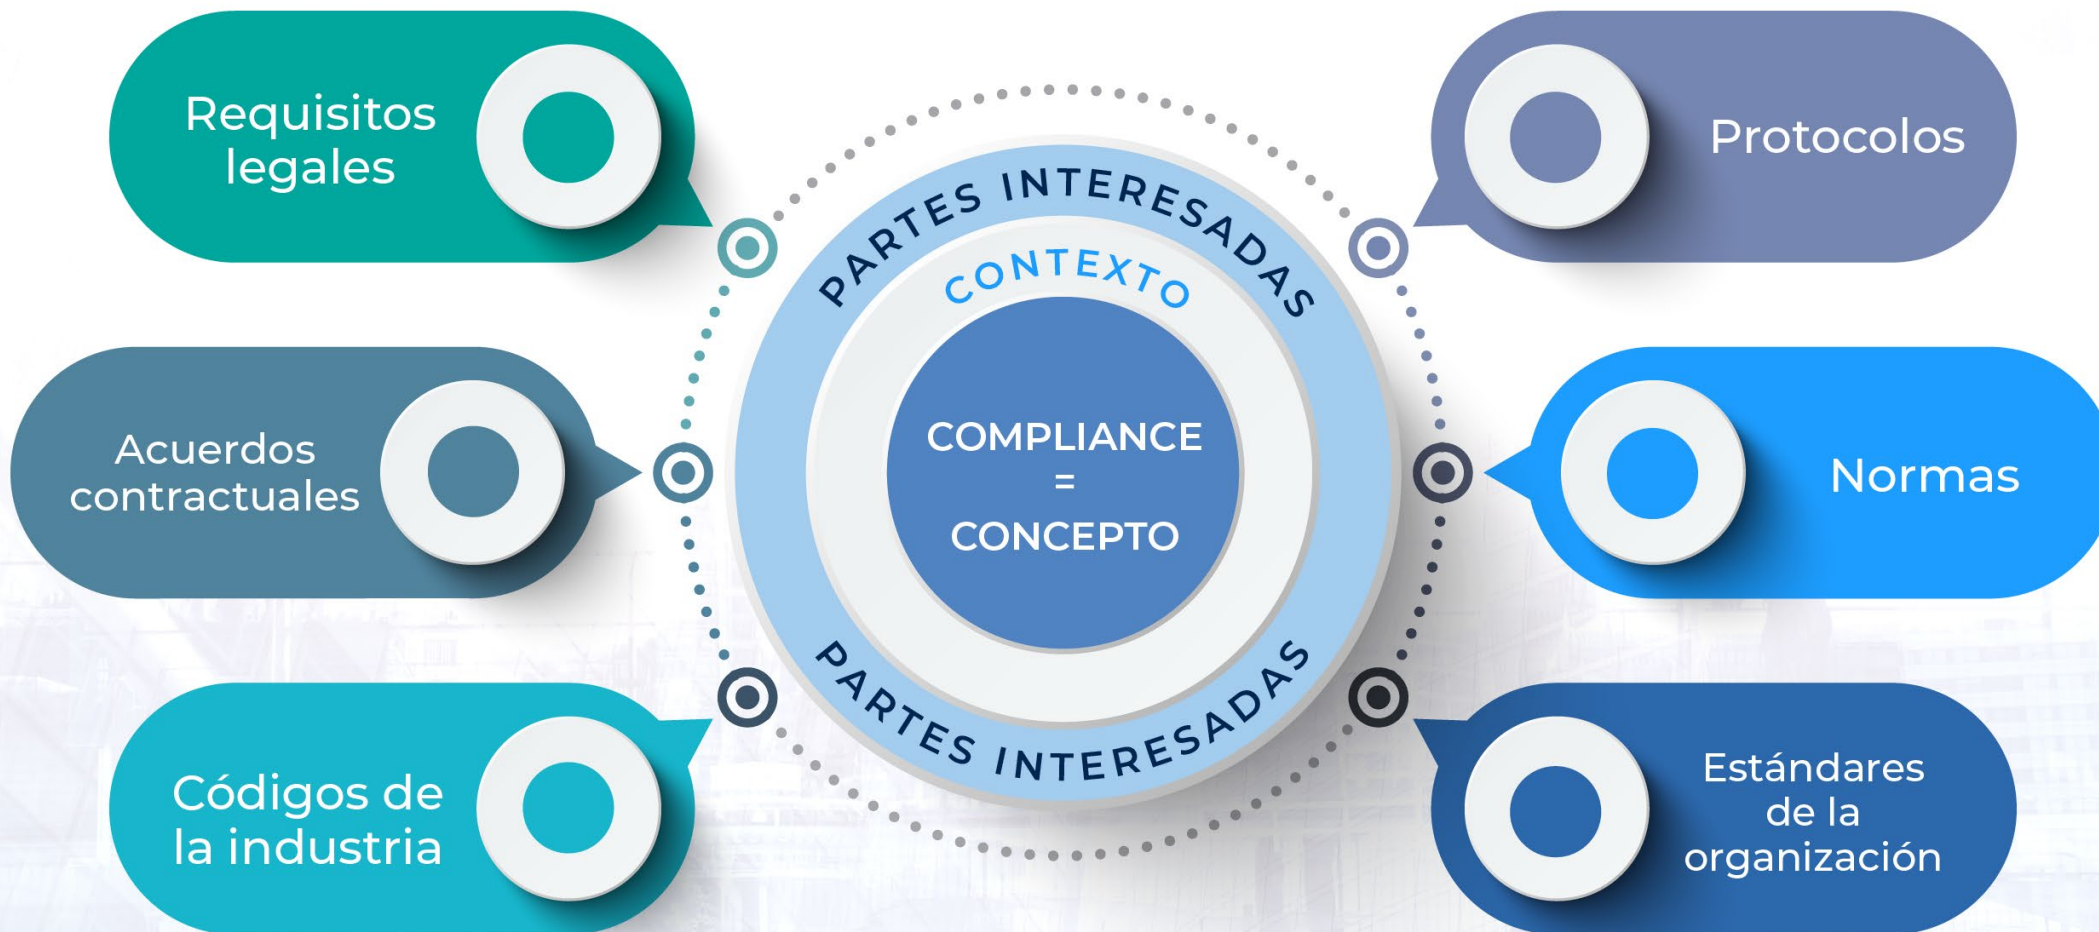 Requisitos
legales
Acuerdos
contractuales
Códigos de
la industria
PARTES INTERESADAS
CONTEXTO
COMPLIANCE
=
CONCEPTO
PARTES INTERESADAS
Protocolos
Normas
Estándares
de la
organización